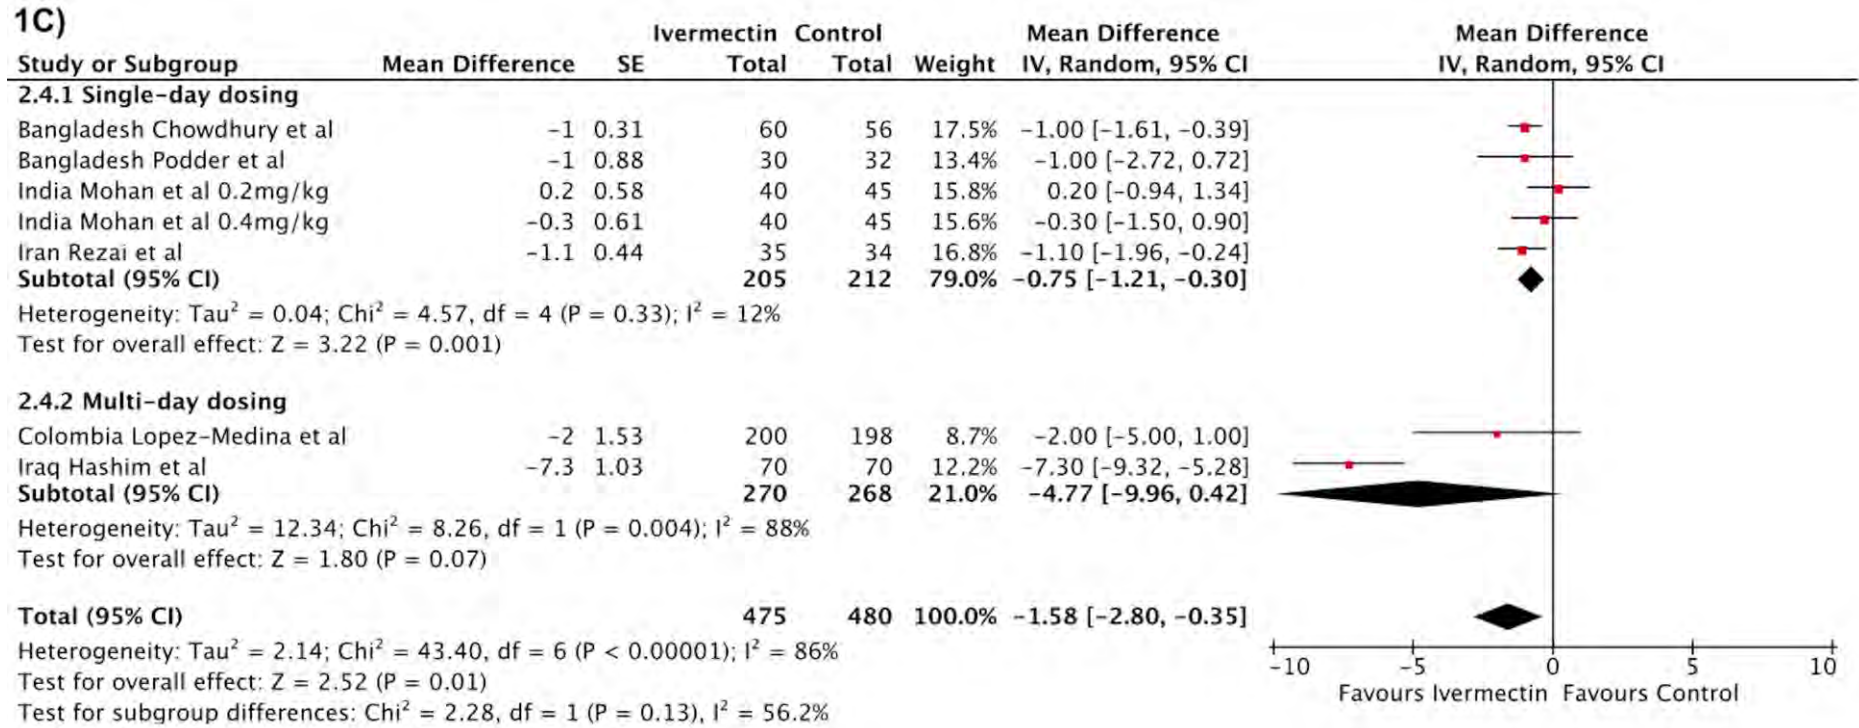 1C)
Ivermectin Control Mean Difference Mean Difference
Study or Subgroup Mean Difference SE Total Total Weight IV, Random, 95% CI IV, Random, 95% CI
2.4.1 Single-day dosing
Bangladesh Chowdhury et al -1 0.31 60 56 17.5% -1.00 [-1.61, -0.39]
Bangladesh Podder et al -1 0.88 30 32 13.4% -1.00 [-2.72, 0.72]
India Mohan et al 0.2mg/kg 0.2 0.58 40 45 15.8% 0.20 [-0.94, 1.34]
India Mohan et al 0.4mg/kg -0.3 0.61 40 45 15.6% -0.30 [-1.50, 0.90]
Iran Rezai et al -1.1 0.44 35 34 16.8% -1.10 [-1.96, -0.24]
Subtotal (95% CI) 205 212 79.0% -0.75 [-1.21, -0.30]
Heterogeneity: Tau² = 0.04; Chi² = 4.57, df = 4 (P = 0.33); I² = 12%
Test for overall effect: Z = 3.22 (P = 0.001)
2.4.2 Multi-day dosing
Colombia Lopez-Medina et al -2 1.53 200 198 8.7% -2.00 [-5.00, 1.00]
Iraq Hashim et al -7.3 1.03 70 70 12.2% -7.30 [-9.32, -5.28]
Subtotal (95% CI) 270 268 21.0% -4.77 [-9.96, 0.42]
Heterogeneity: Tau² = 12.34; Chi² = 8.26, df = 1 (P = 0.004); I² = 88%
Test for overall effect: Z = 1.80 (P = 0.07)
Total (95% CI) 475 480 100.0% -1.58 [-2.80, -0.35]
Heterogeneity: Tau² = 2.14; Chi² = 43.40, df = 6 (P < 0.00001); I² = 86%
Test for overall effect: Z = 2.52 (P = 0.01)
Test for subgroup differences: Chi² = 2.28, df = 1 (P = 0.13), I² = 56.2%
-10 -5 0 5 10
Favours Ivermectin Favours Control